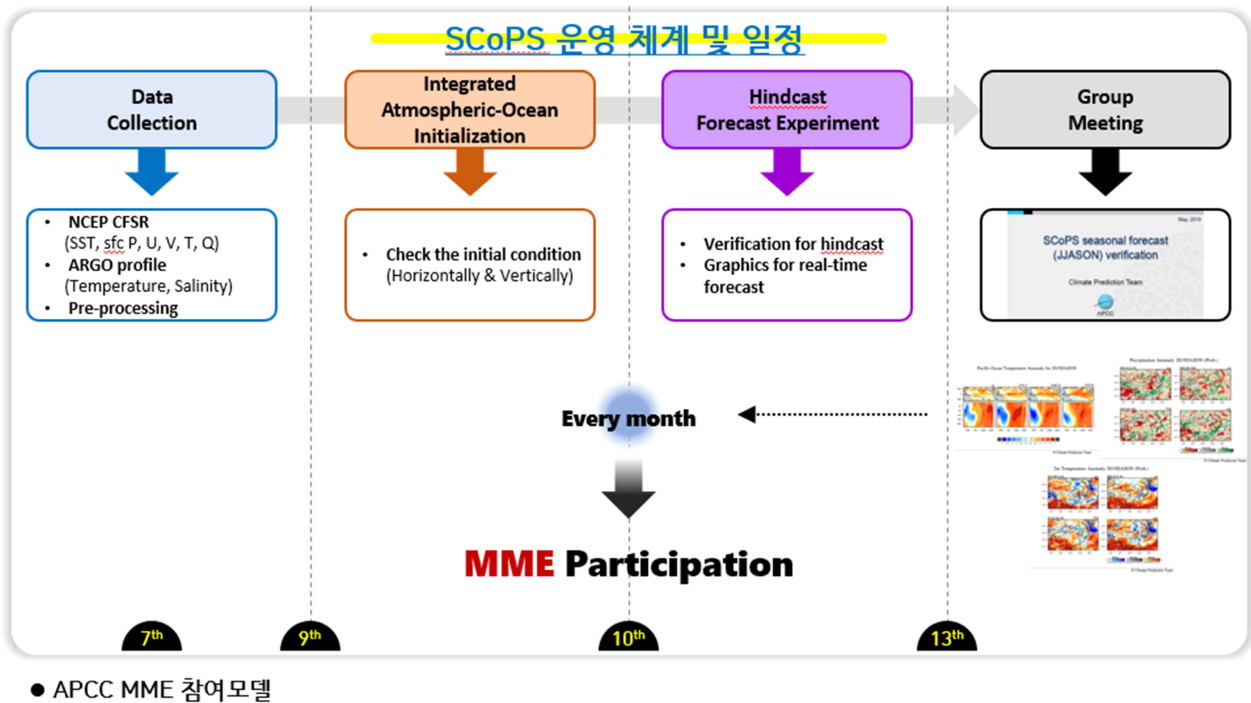 SCoPS 운영 체계 및 일정
Data
Collection
Integrated
Atmospheric-Ocean
Initialization
Hindcast
Forecast Experiment
Group
Meeting
• NCEP CFSR
(SST, sfc P, U, V, T, Q)
• ARGO profile
(Temperature, Salinity)
• Pre-processing
• Check the initial condition
(Horizontally & Vertically)
• Verification for hindcast
• Graphics for real-time
forecast
May, 2019
SCoPS seasonal forecast
(JJASON) verification
Climate Prediction Team
APCC
Every month
MME Participation
7th
9th
10th
13th
● APCC MME 참여모델